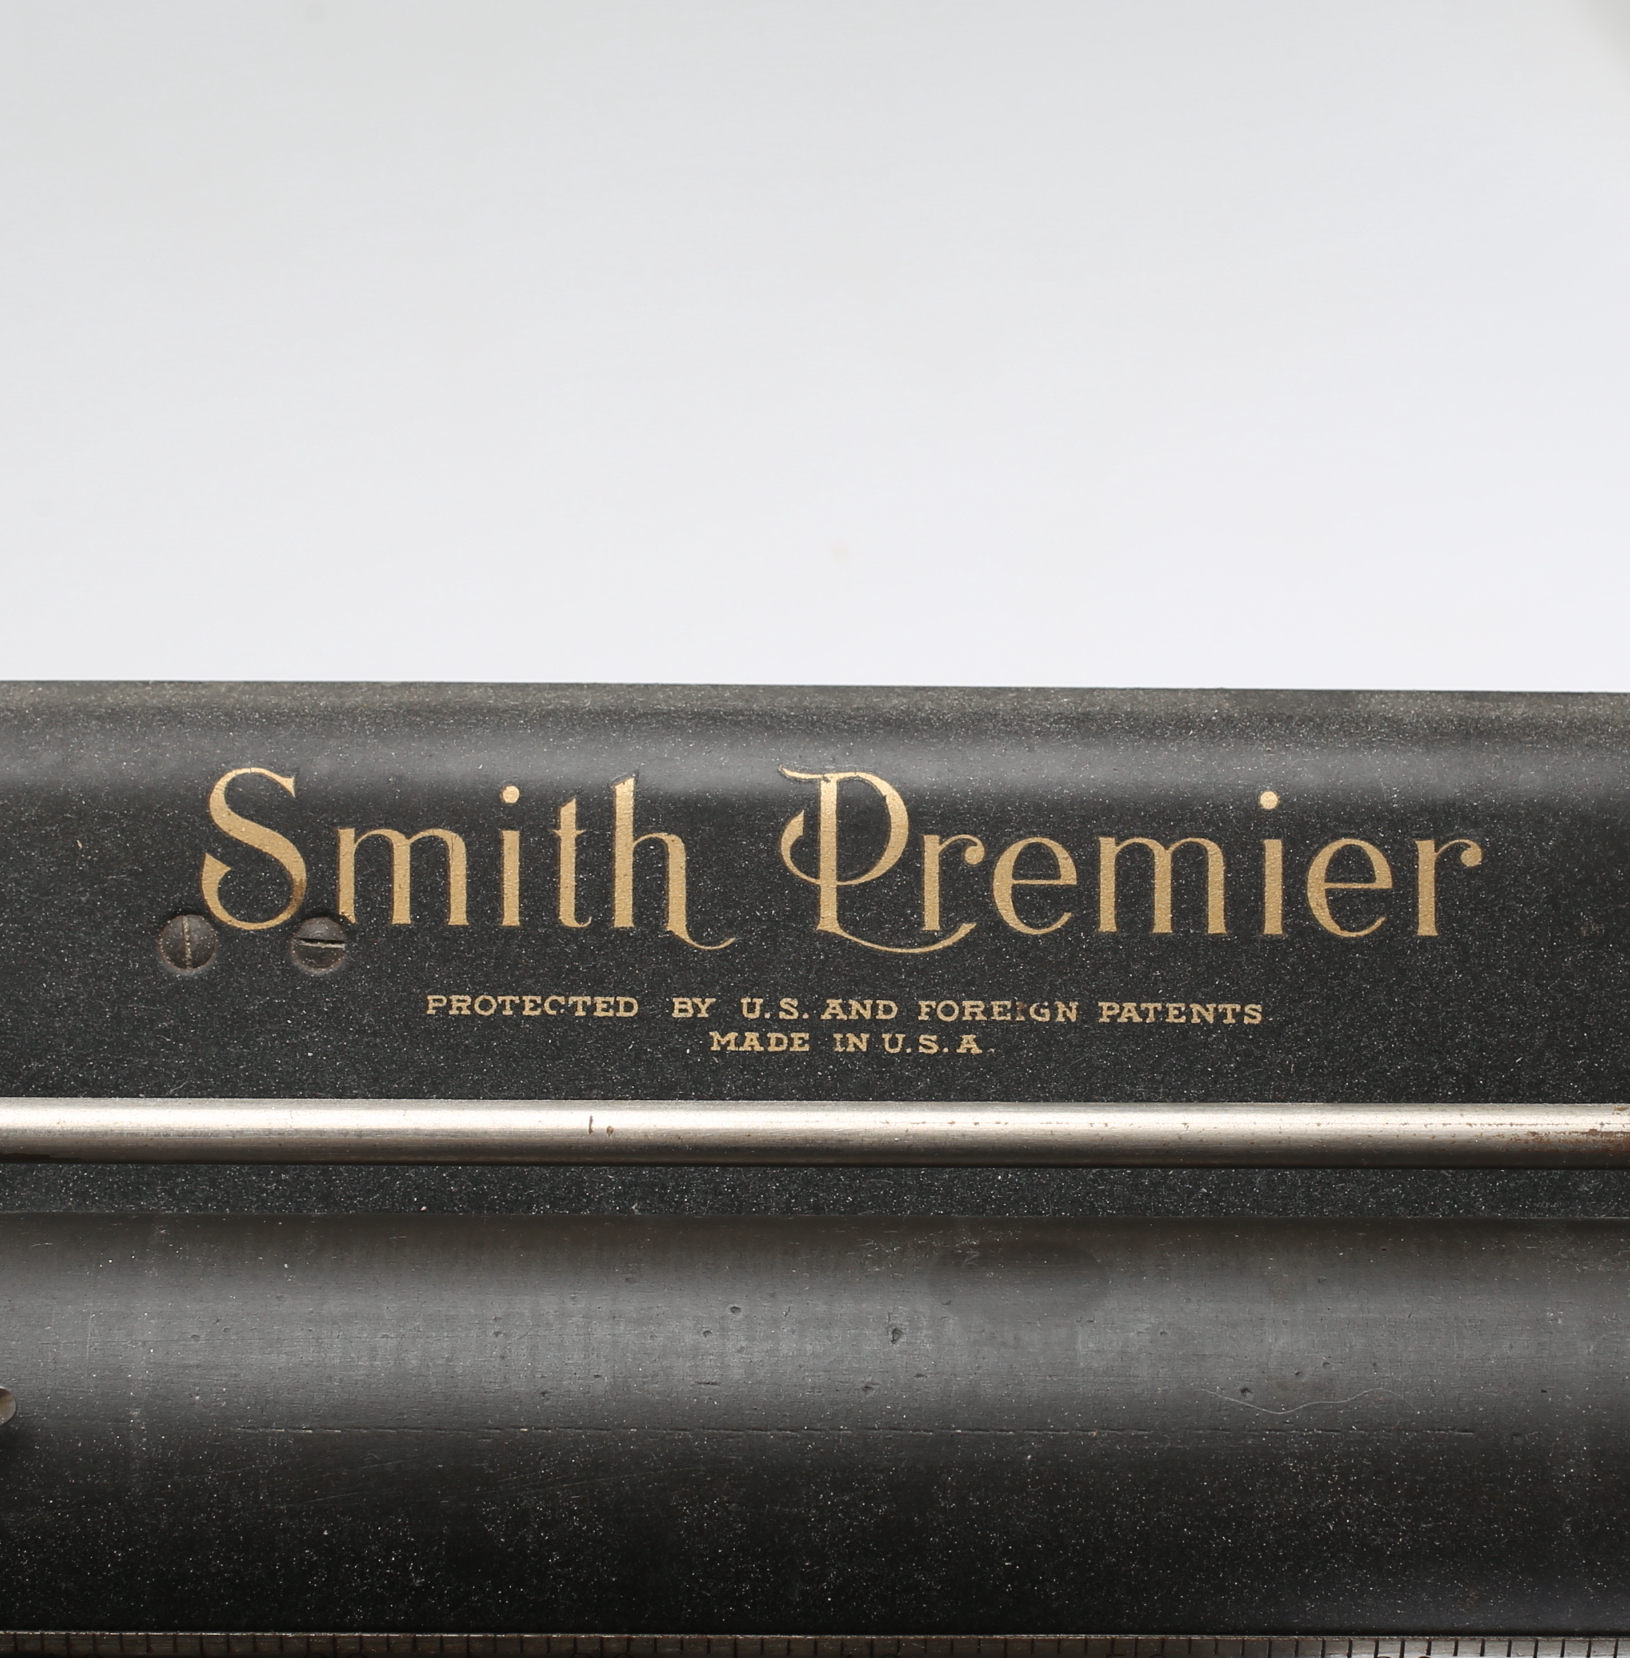 Smith Premier
PROTECTED BY U.S. AND FOREIGN PATENTS
MADE IN U.S.A